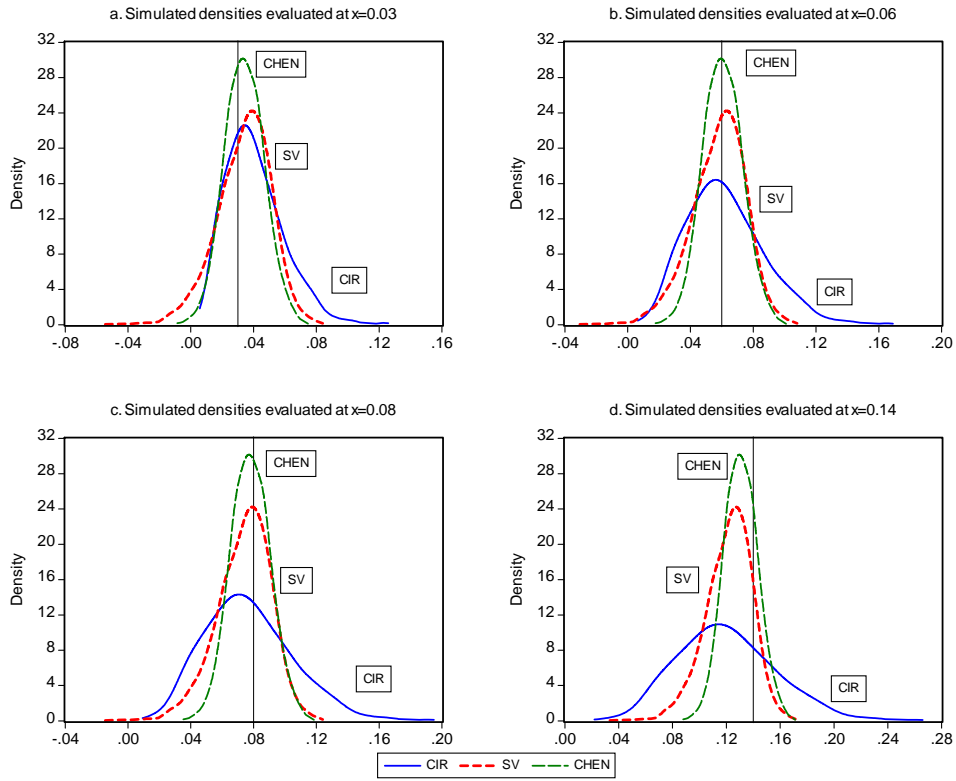 a. Simulated densities evaluated at x=0.03
32
28
24
20
16
12
8
4
0
Density
CHEN
SV
CIR
-.08 -.04 .00 .04 .08 .12 .16
b. Simulated densities evaluated at x=0.06
32
28
24
20
16
12
8
4
0
Density
CHEN
SV
CIR
-.04 .00 .04 .08 .12 .16 .20
c. Simulated densities evaluated at x=0.08
32
28
24
20
16
12
8
4
0
Density
CHEN
SV
CIR
-.04 .00 .04 .08 .12 .16 .20
d. Simulated densities evaluated at x=0.14
32
28
24
20
16
12
8
4
0
Density
CHEN
SV
CIR
.00 .04 .08 .12 .16 .20 .24 .28
CIR SV CHEN